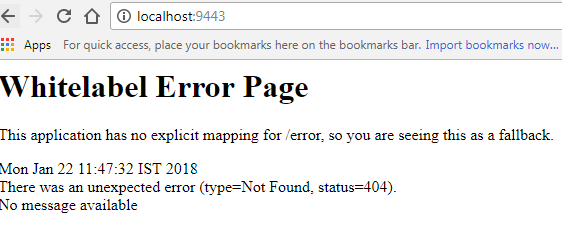 localhost:9443
Apps For quick access, place your bookmarks here on the bookmarks bar. Import bookmarks now...
Whitelabel Error Page
This application has no explicit mapping for /error, so you are seeing this as a fallback.
Mon Jan 22 11:47:32 IST 2018
There was an unexpected error (type=Not Found, status=404).
No message available